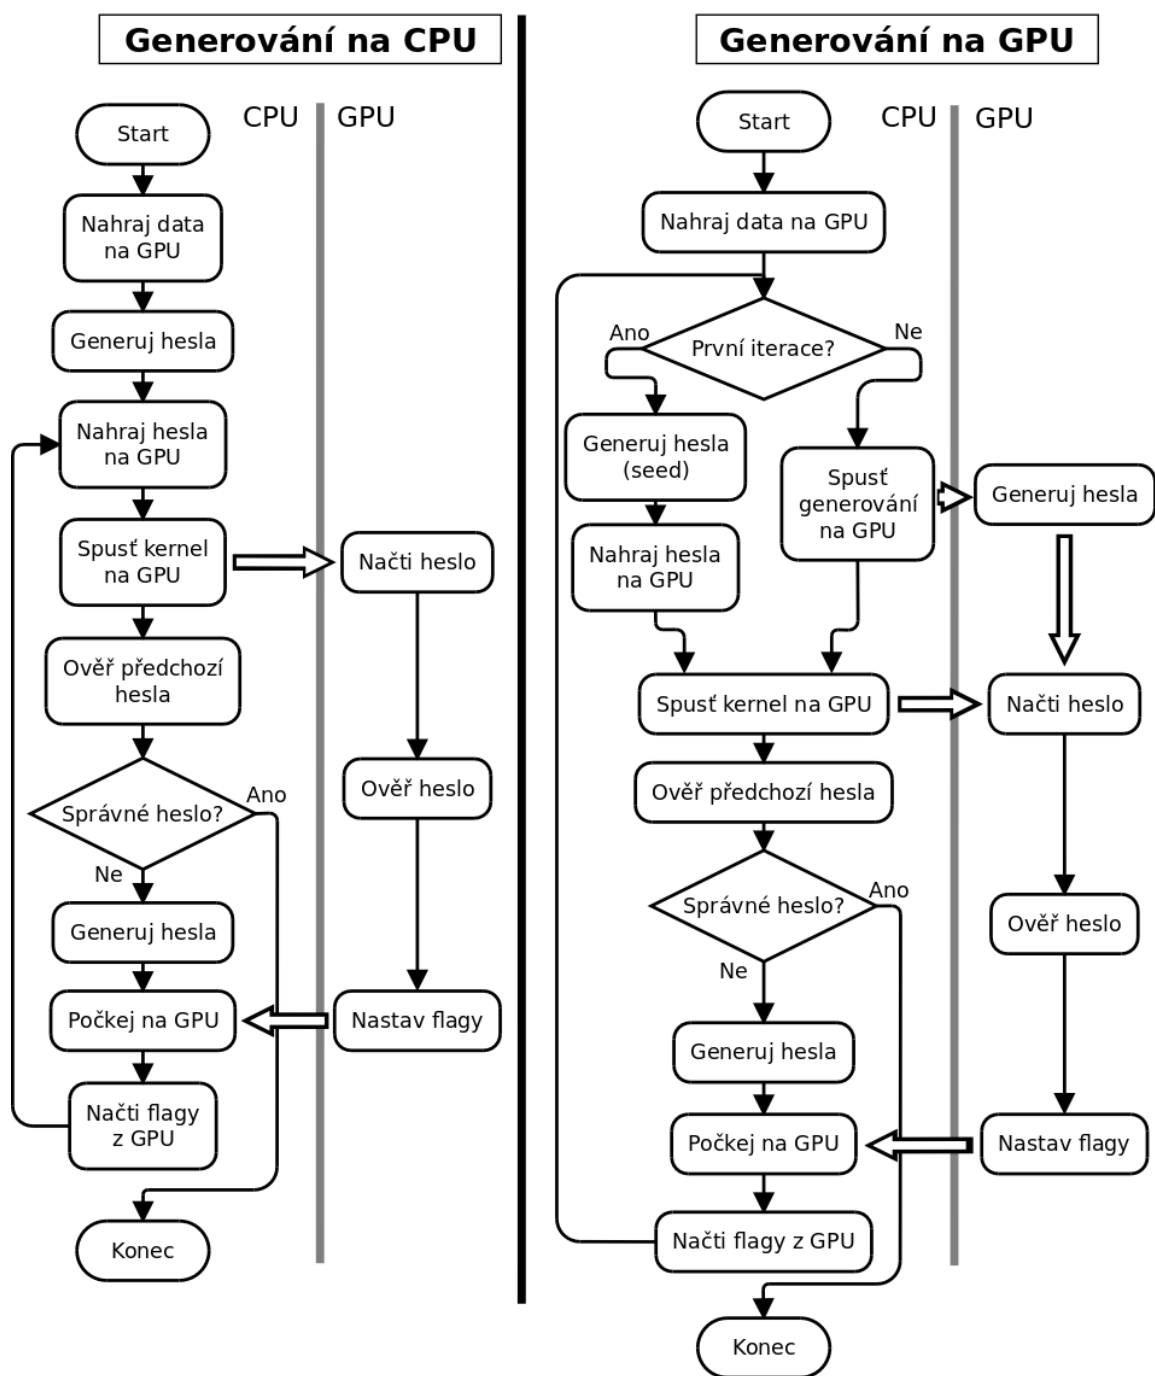 Generování na CPU
CPU
GPU
Start
Nahraj data
na GPU
Generuj hesla
Nahraj hesla
na GPU
Spusť kernel
na GPU
Načti heslo
Ověř předchozí
hesla
Ověř heslo
Správné heslo?
Ano
Ne
Generuj hesla
Počkej na GPU
Nastav flagy
Načti flagy
z GPU
Konec
Generování na GPU
CPU
GPU
Start
Nahraj data na GPU
První iterace?
Ano
Ne
Generuj hesla
(seed)
Nahraj hesla
na GPU
Spusť
generování
na GPU
Generuj hesla
Spusť kernel na GPU
Načti heslo
Ověř předchozí hesla
Správné heslo?
Ano
Ne
Ověř heslo
Generuj hesla
Počkej na GPU
Nastav flagy
Načti flagy z GPU
Konec